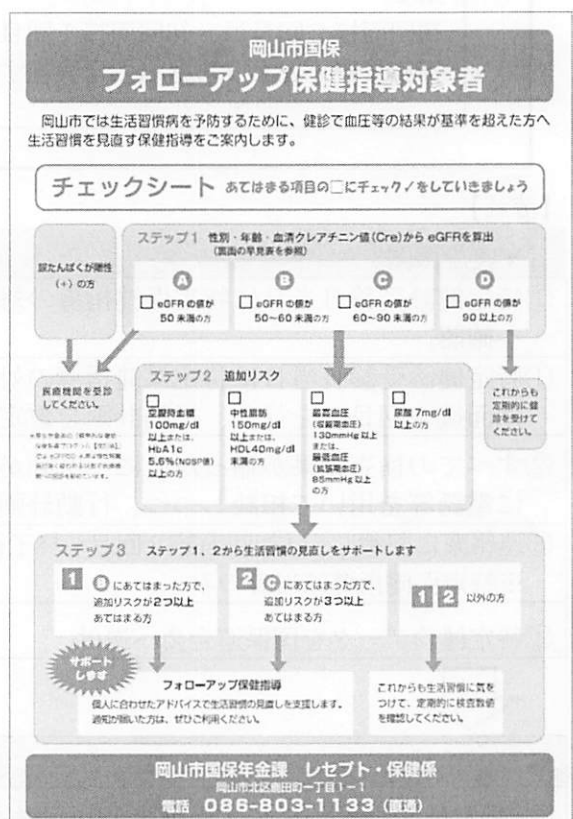 岡山市国保
フォローアップ保健指導対象者
岡山市では生活習慣病を予防するために、健診で血圧等の結果が基準を超えた方へ
生活習慣を見直す保健指導をご案内します。
チェックシート あてはまる項目の□にチェック✓をしていきましょう
尿たんぱくが陽性
(+)の方
ステップ1 性別・年齢・血清クレアチニン値(Cre)からeGFRを算出
(裏面の早見表を参照)
A
□ eGFRの値が
50未満の方
B
□ eGFRの値が
50〜60未満の方
C
□ eGFRの値が
60〜90未満の方
D
□ eGFRの値が
90以上の方
医療機関を受診
してください。
ステップ2 追加リスク
□
空腹時血糖
100mg/dl
以上または、
HbA1c
5.6%(NGSP値)
以上の方
□
中性脂肪
150mg/dl
以上または、
HDL40mg/dl
未満の方
□
最高血圧
(収縮期血圧)
130mmHg以上
または、
最低血圧
(拡張期血圧)
85mmHg以上
の方
□
尿酸7mg/dl
以上の方
これからも
定期的に健
診を受けて
ください。
ステップ3 ステップ1、2から生活習慣の見直しをサポートします
1 Bにあてはまった方で、
追加リスクが2つ以上
あてはまる方
2 Cにあてはまった方で、
追加リスクが3つ以上
あてはまる方
1 2 以外の方
サポート
します
フォローアップ保健指導
個人に合わせたアドバイスで生活習慣の見直しを支援します。
通知が届いた方は、ぜひご利用ください。
これからも生活習慣に気を
つけて、定期的に検査数値
を確認してください。
岡山市国保年金課 レセプト・保健係
岡山市北区鹿田町一丁目1−1
電話 086-803-1133(直通)